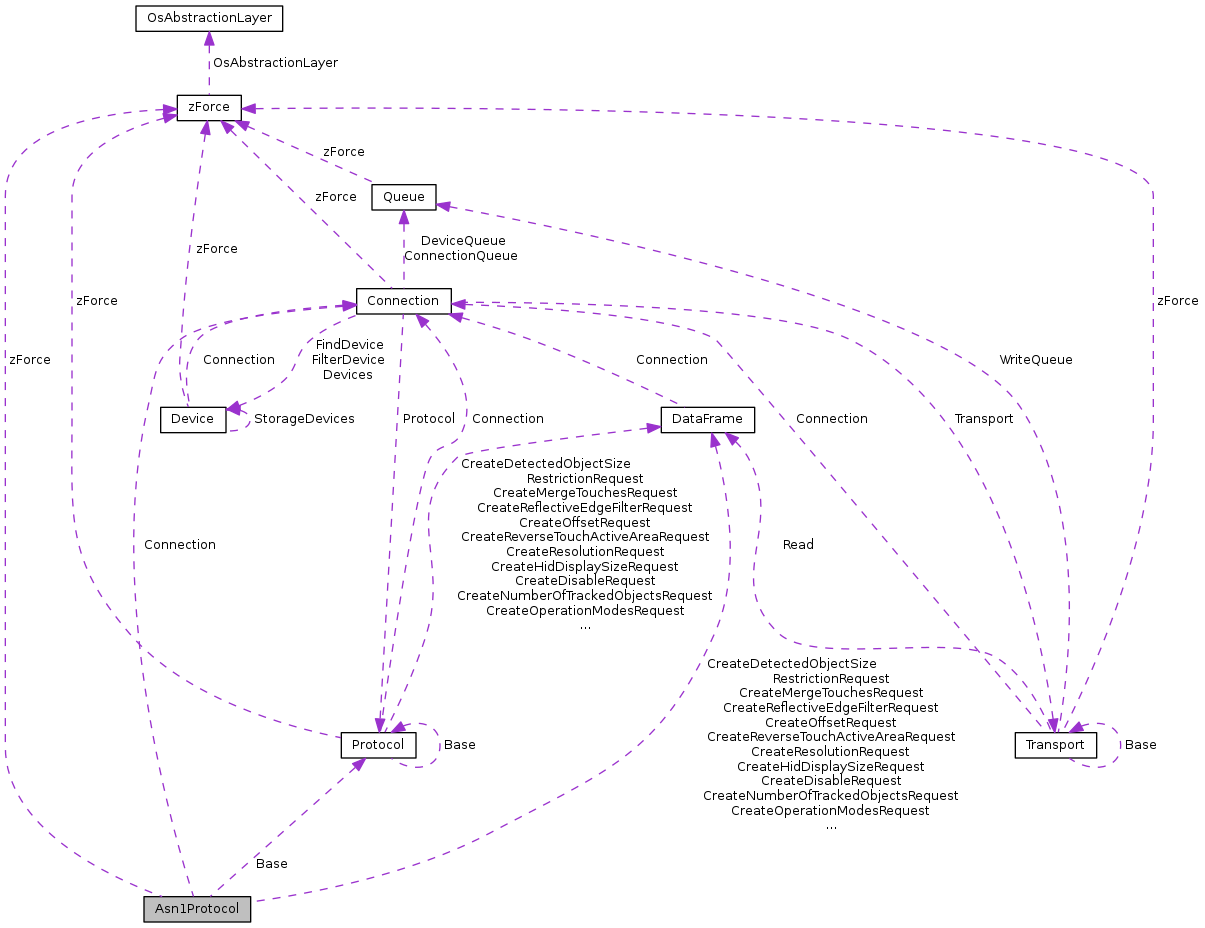 OsAbstractionLayer
OsAbstractionLayer
zForce
zForce
Queue
zForce
zForce
DeviceQueue
ConnectionQueue
zForce
Connection
zForce
zForce
FindDevice
FilterDevice
Devices
Connection
Connection
WriteQueue
zForce
Device
StorageDevices
Protocol
Connection
DataFrame
Connection
Transport
CreateDetectedObjectSize
RestrictionRequest
CreateMergeTouchesRequest
CreateReflectiveEdgeFilterRequest
CreateOffsetRequest
CreateReverseTouchActiveAreaRequest
CreateResolutionRequest
CreateHidDisplaySizeRequest
CreateDisableRequest
CreateNumberOfTrackedObjectsRequest
CreateOperationModesRequest
...
Connection
Read
CreateDetectedObjectSize
RestrictionRequest
CreateMergeTouchesRequest
CreateReflectiveEdgeFilterRequest
CreateOffsetRequest
CreateReverseTouchActiveAreaRequest
CreateResolutionRequest
CreateHidDisplaySizeRequest
CreateDisableRequest
CreateNumberOfTrackedObjectsRequest
CreateOperationModesRequest
...
Protocol
Base
Transport
Base
Base
Asn1Protocol